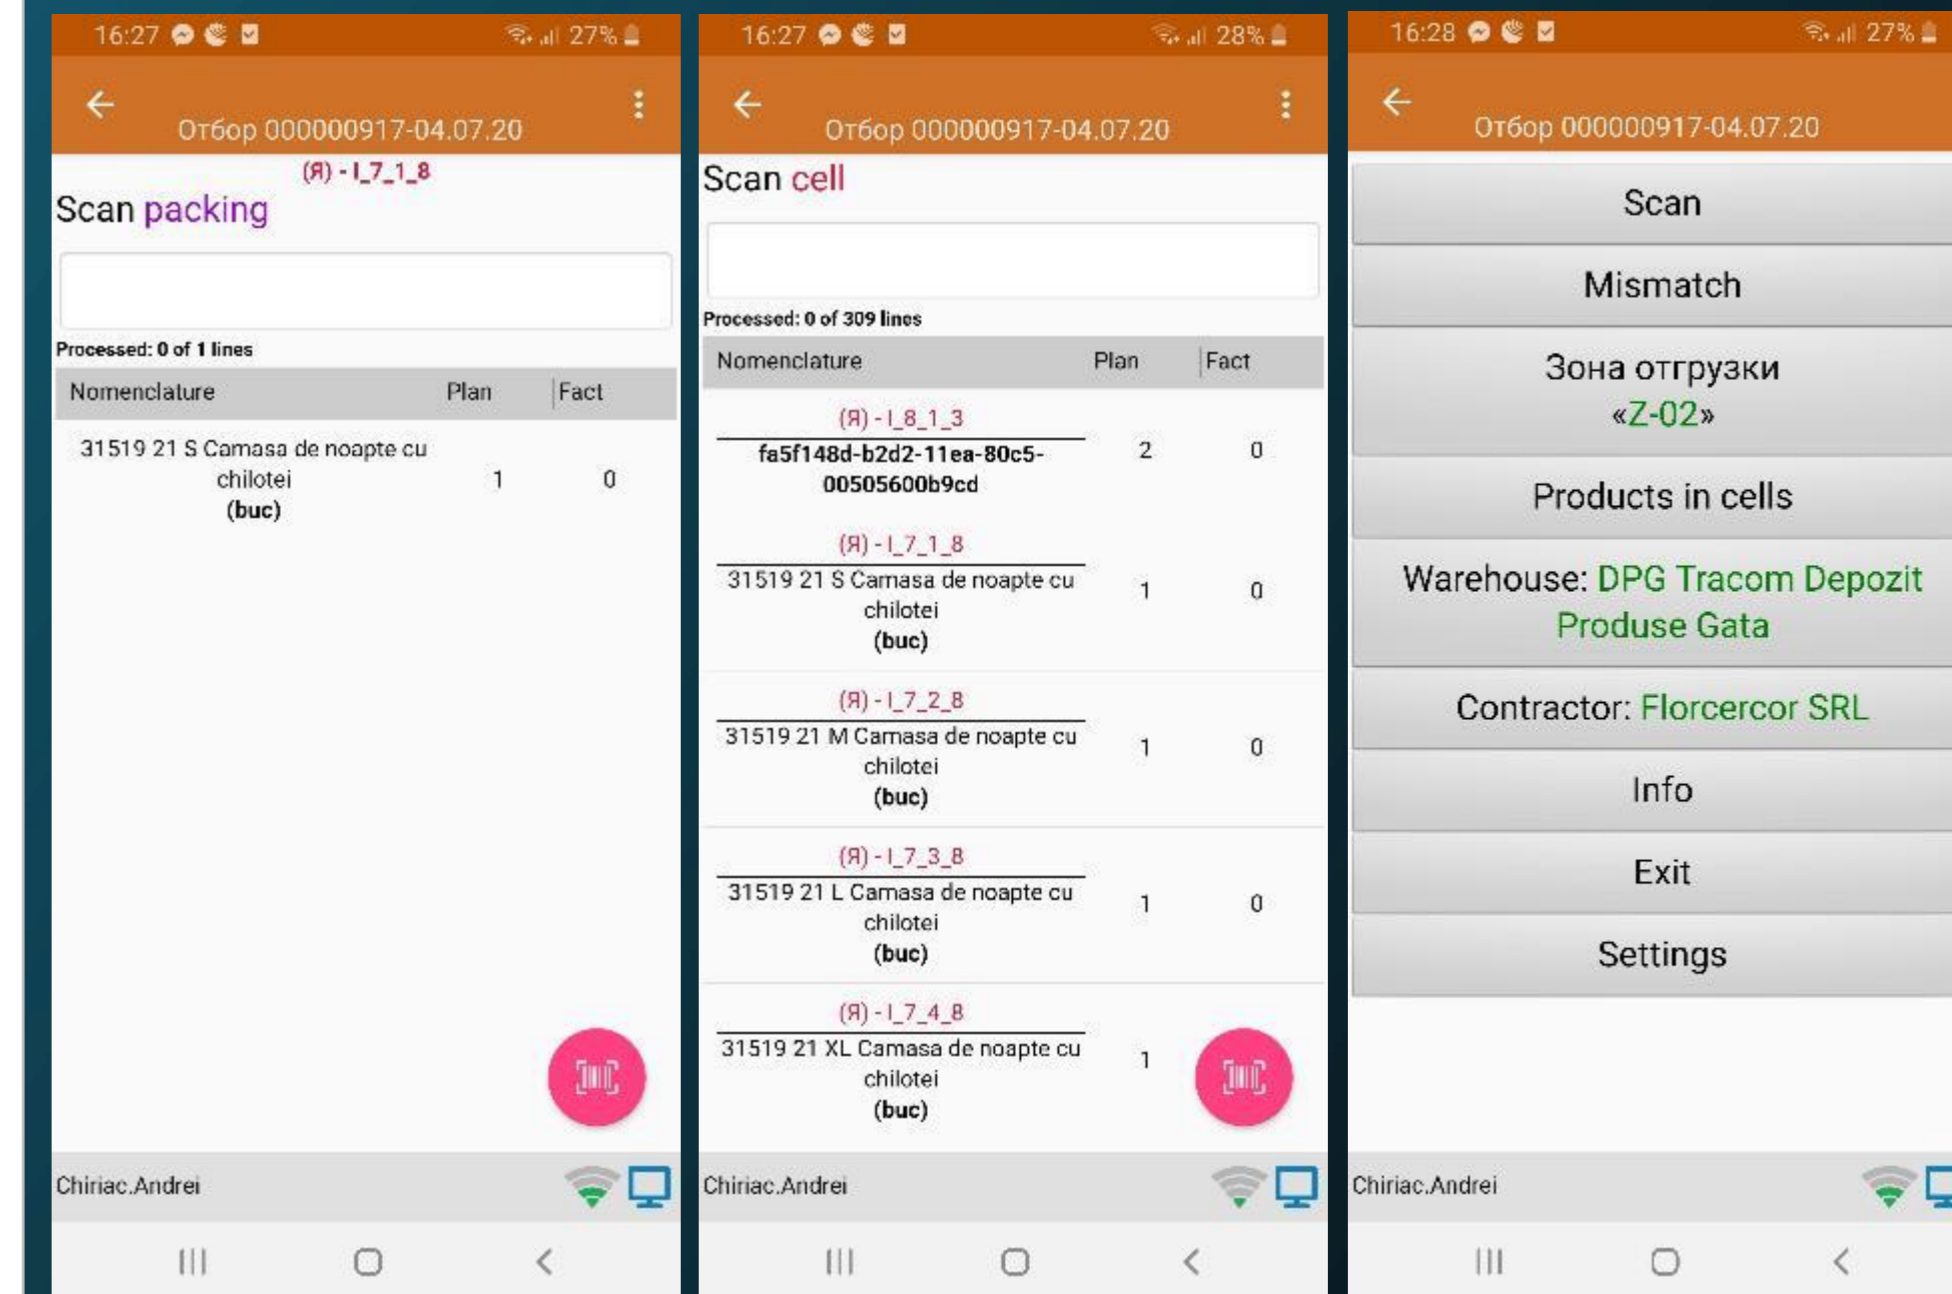 16:27 27%
Отбор 000000917-04.07.20
(Я) - I_7_1_8
Scan packing
Processed: 0 of 1 lines
Nomenclature Plan Fact
31519 21 S Camasa de noapte cu
chilotei
(buc)
1 0
Chiriac.Andrei
16:27 28%
Отбор 000000917-04.07.20
Scan cell
Processed: 0 of 309 lines
Nomenclature Plan Fact
(Я) - I_8_1_3
fa5f148d-b2d2-11ea-80c5-
00505600b9cd
2 0
(Я) - I_7_1_8
31519 21 S Camasa de noapte cu
chilotei
(buc)
1 0
(Я) - I_7_2_8
31519 21 M Camasa de noapte cu
chilotei
(buc)
1 0
(Я) - I_7_3_8
31519 21 L Camasa de noapte cu
chilotei
(buc)
1 0
(Я) - I_7_4_8
31519 21 XL Camasa de noapte cu
chilotei
(buc)
1
Chiriac.Andrei
16:28 27%
Отбор 000000917-04.07.20
Scan
Mismatch
Зона отгрузки
«Z-02»
Products in cells
Warehouse: DPG Tracom Depozit
Produse Gata
Contractor: Florcercor SRL
Info
Exit
Settings
Chiriac.Andrei